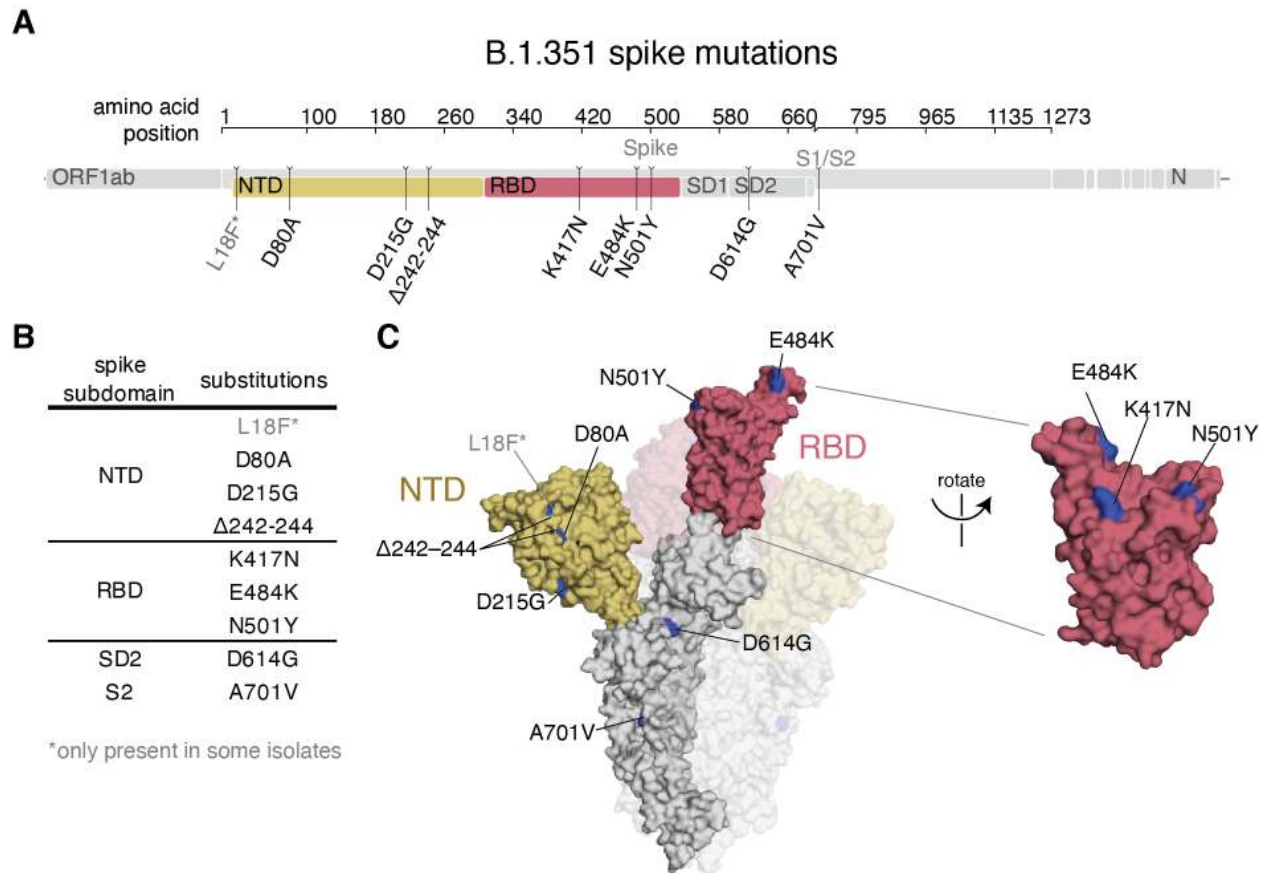 A
B.1.351 spike mutations
amino acid
position
1 100 180 260 340 420 500 580 660 795 965 1135 1273
Spike
S1/S2
ORF1ab NTD RBD SD1 SD2 N
L18F* D80A D215G Δ242-244 K417N E484K N501Y D614G A701V
B
spike
subdomain
substitutions
NTD
L18F*
D80A
D215G
Δ242-244
RBD
K417N
E484K
N501Y
SD2 D614G
S2 A701V
*only present in some isolates
C
E484K
N501Y
D80A
L18F*
NTD
RBD
Δ242–244
D215G
D614G
A701V
rotate
E484K
K417N
N501Y